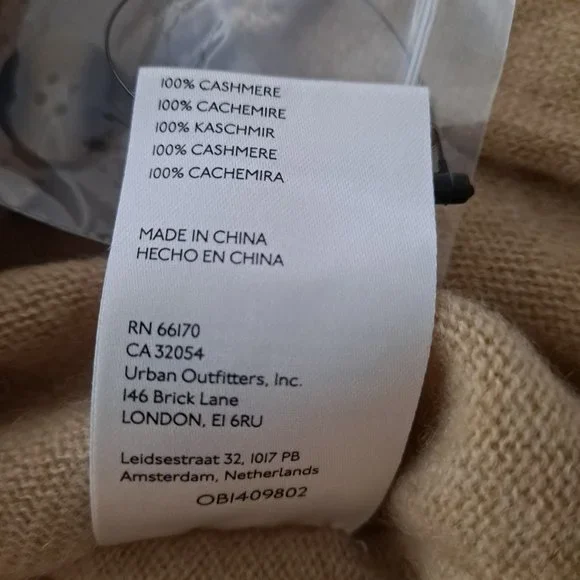 100% CASHMERE
100% CACHEMIRE
100% KASCHMIR
100% CASHMERE
100% CACHEMIRA
MADE IN CHINA
HECHO EN CHINA
RN 66170
CA 32054
Urban Outfitters, Inc.
146 Brick Lane
LONDON, E1 6RU
Leidsestraat 32, 1017 PB
Amsterdam, Netherlands
OB1409802